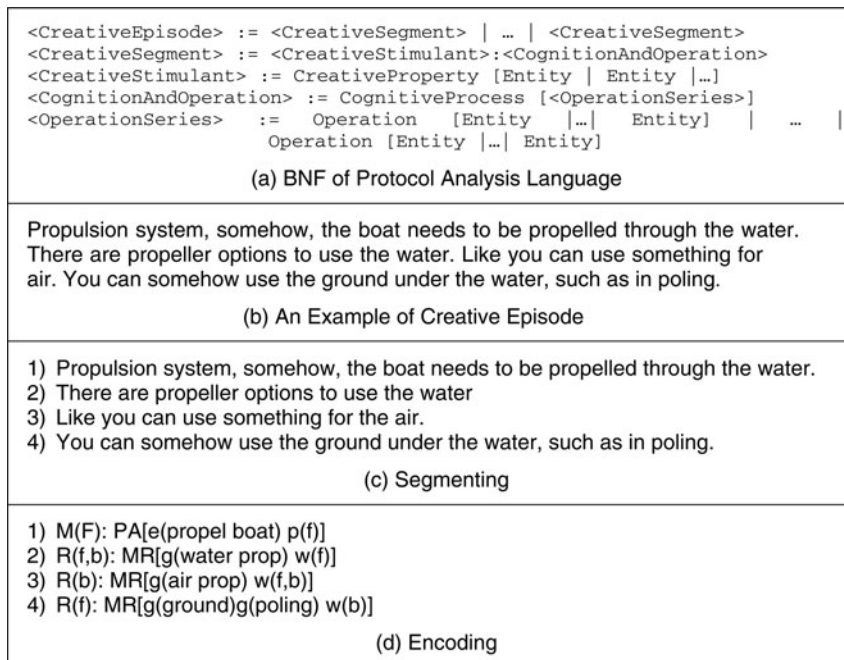 <CreativeEpisode> := <CreativeSegment> | … | <CreativeSegment>
<CreativeSegment> := <CreativeStimulant>:<CognitionAndOperation>
<CreativeStimulant> := CreativeProperty [Entity | Entity |…]
<CognitionAndOperation> := CognitiveProcess [<OperationSeries>]
<OperationSeries> := Operation [Entity |…| Entity] | … |
Operation [Entity |…| Entity]
(a) BNF of Protocol Analysis Language
Propulsion system, somehow, the boat needs to be propelled through the water.
There are propeller options to use the water. Like you can use something for
air. You can somehow use the ground under the water, such as in poling.
(b) An Example of Creative Episode
1) Propulsion system, somehow, the boat needs to be propelled through the water.
2) There are propeller options to use the water
3) Like you can use something for the air.
4) You can somehow use the ground under the water, such as in poling.
(c) Segmenting
1) M(F): PA[e(propel boat) p(f)]
2) R(f,b): MR[g(water prop) w(f)]
3) R(b): MR[g(air prop) w(f,b)]
4) R(f): MR[g(ground)g(poling) w(b)]
(d) Encoding